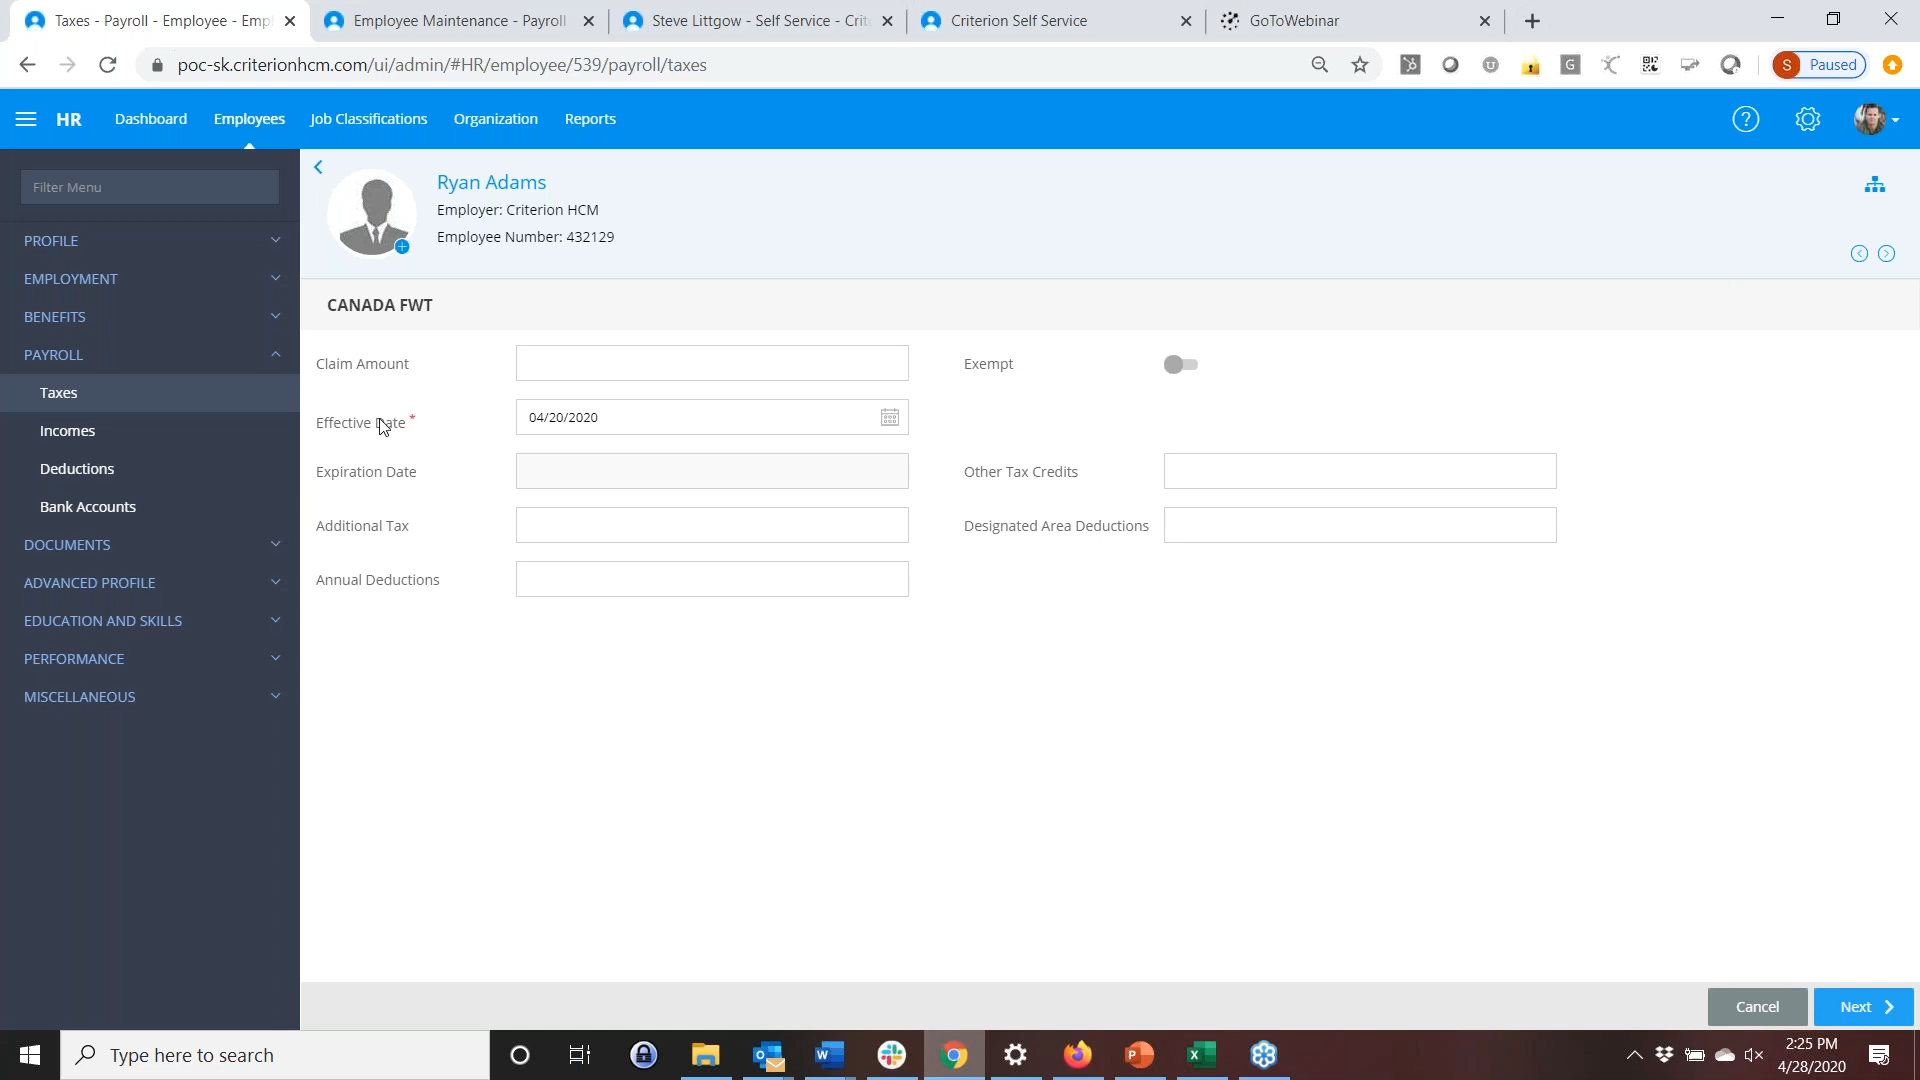 Taxes - Payroll - Employee - Emp
Employee Maintenance - Payroll
Steve Littgow - Self Service - Crit
Criterion Self Service
GoToWebinar
poc-sk.criterionhcm.com/ui/admin/#HR/employee/539/payroll/taxes
S Paused
HR
Dashboard
Employees
Job Classifications
Organization
Reports
Filter Menu
PROFILE
EMPLOYMENT
BENEFITS
PAYROLL
Taxes
Incomes
Deductions
Bank Accounts
DOCUMENTS
ADVANCED PROFILE
EDUCATION AND SKILLS
PERFORMANCE
MISCELLANEOUS
Ryan Adams
Employer: Criterion HCM
Employee Number: 432129
CANADA FWT
Claim Amount
Exempt
Effective Date *
04/20/2020
Expiration Date
Other Tax Credits
Additional Tax
Designated Area Deductions
Annual Deductions
Cancel
Next
Type here to search
2:25 PM
4/28/2020